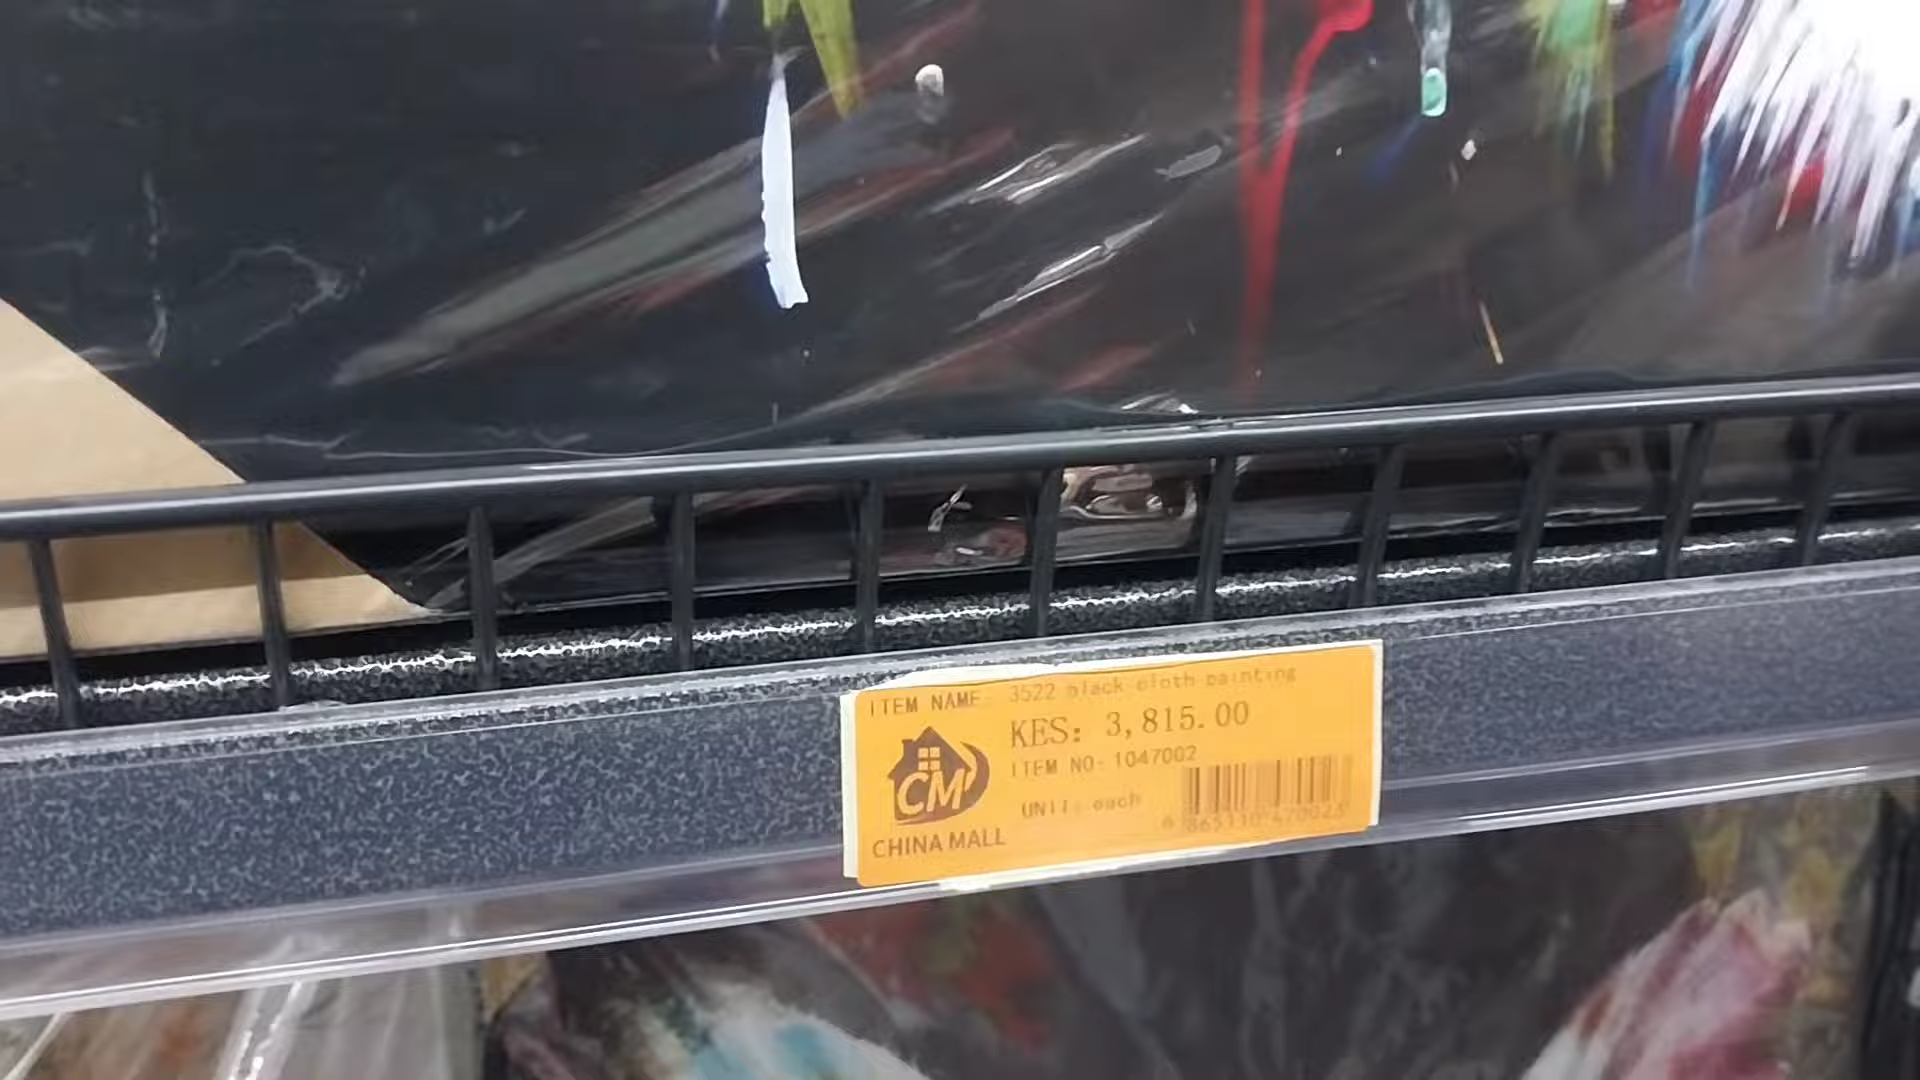 ITEM NAME: 3522 black cloth painting
KES: 3,815.00
ITEM NO: 1047002
UNIT: each
CM
CHINA MALL